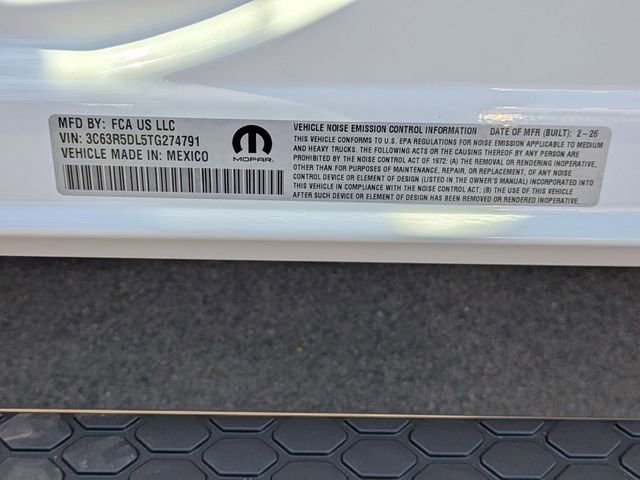 MFD BY: FCA US LLC
VIN: 3C63R5DL5TG274791
VEHICLE MADE IN: MEXICO
MOPAR
VEHICLE NOISE EMISSION CONTROL INFORMATION DATE OF MFR (BUILT): 2-26
THIS VEHICLE CONFORMS TO U.S. EPA REGULATIONS FOR NOISE EMISSION APPLICABLE TO MEDIUM
AND HEAVY TRUCKS. THE FOLLOWING ACTS OR THE CAUSING THEREOF BY ANY PERSON ARE
PROHIBITED BY THE NOISE CONTROL ACT OF 1972: (A) THE REMOVAL OR RENDERING INOPERATIVE,
OTHER THAN FOR PURPOSES OF MAINTENANCE, REPAIR, OR REPLACEMENT, OF ANY NOISE
CONTROL DEVICE OR ELEMENT OF DESIGN (LISTED IN THE OWNER'S MANUAL) INCORPORATED INTO
THIS VEHICLE IN COMPLIANCE WITH THE NOISE CONTROL ACT; (B) THE USE OF THIS VEHICLE
AFTER SUCH DEVICE OR ELEMENT OF DESIGN HAS BEEN REMOVED OR RENDERED INOPERATIVE.